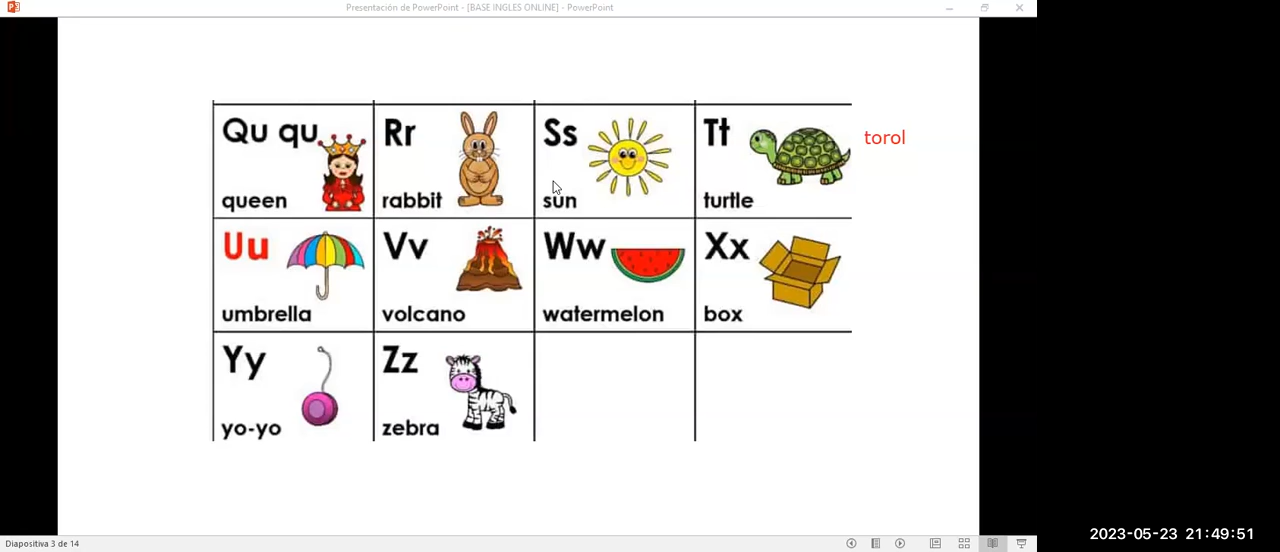 Presentación de PowerPoint - [BASE INGLES ONLINE] - PowerPoint
Qu qu
queen
Rr
rabbit
Ss
sun
Tt
turtle
torol
Uu
umbrella
Vv
volcano
Ww
watermelon
Xx
box
Yy
yo-yo
Zz
zebra
2023-05-23 21:49:51
Diapositiva 3 de 14